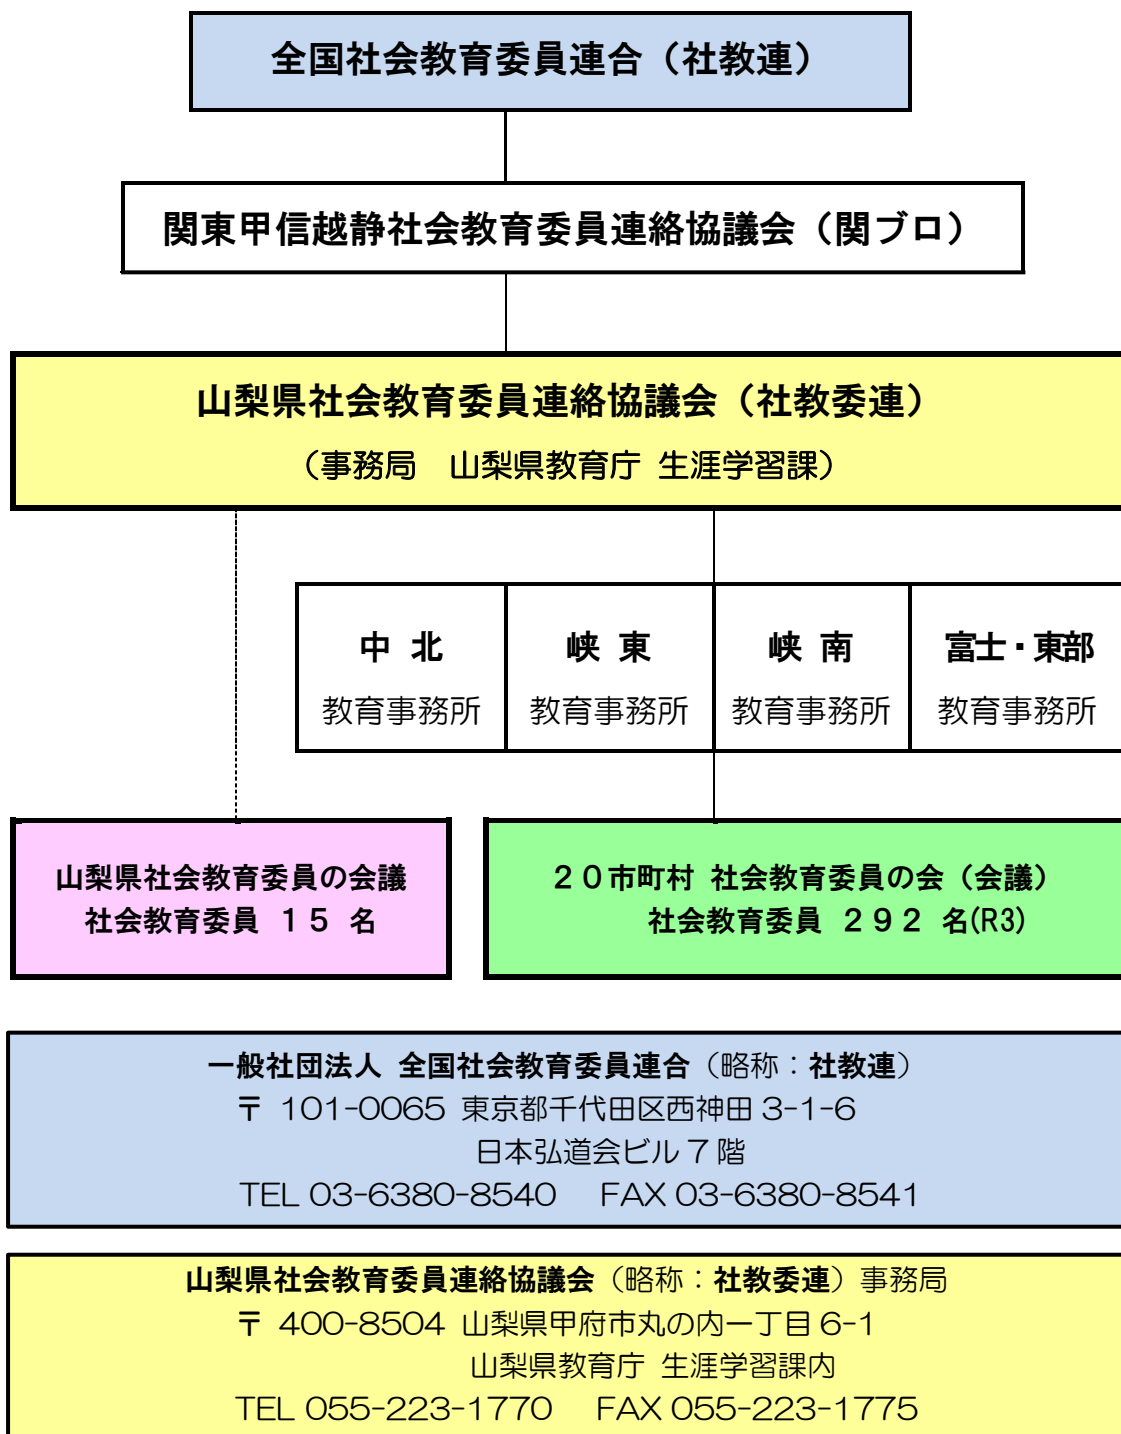 全国社会教育委員連合（社教連）
関東甲信越静社会教育委員連絡協議会（関ブロ）
山梨県社会教育委員連絡協議会（社教委連）
（事務局　山梨県教育庁 生涯学習課）
中 北
教育事務所
峡 東
教育事務所
峡 南
教育事務所
富士・東部
教育事務所
山梨県社会教育委員の会議
社会教育委員 １５ 名
２０市町村 社会教育委員の会（会議）
社会教育委員 ２９２ 名(R3)
一般社団法人 全国社会教育委員連合（略称：社教連）
〒 101-0065 東京都千代田区西神田 3-1-6
日本弘道会ビル 7 階
TEL 03-6380-8540 FAX 03-6380-8541
山梨県社会教育委員連絡協議会（略称：社教委連）事務局
〒 400-8504 山梨県甲府市丸の内一丁目 6-1
山梨県教育庁 生涯学習課内
TEL 055-223-1770 FAX 055-223-1775